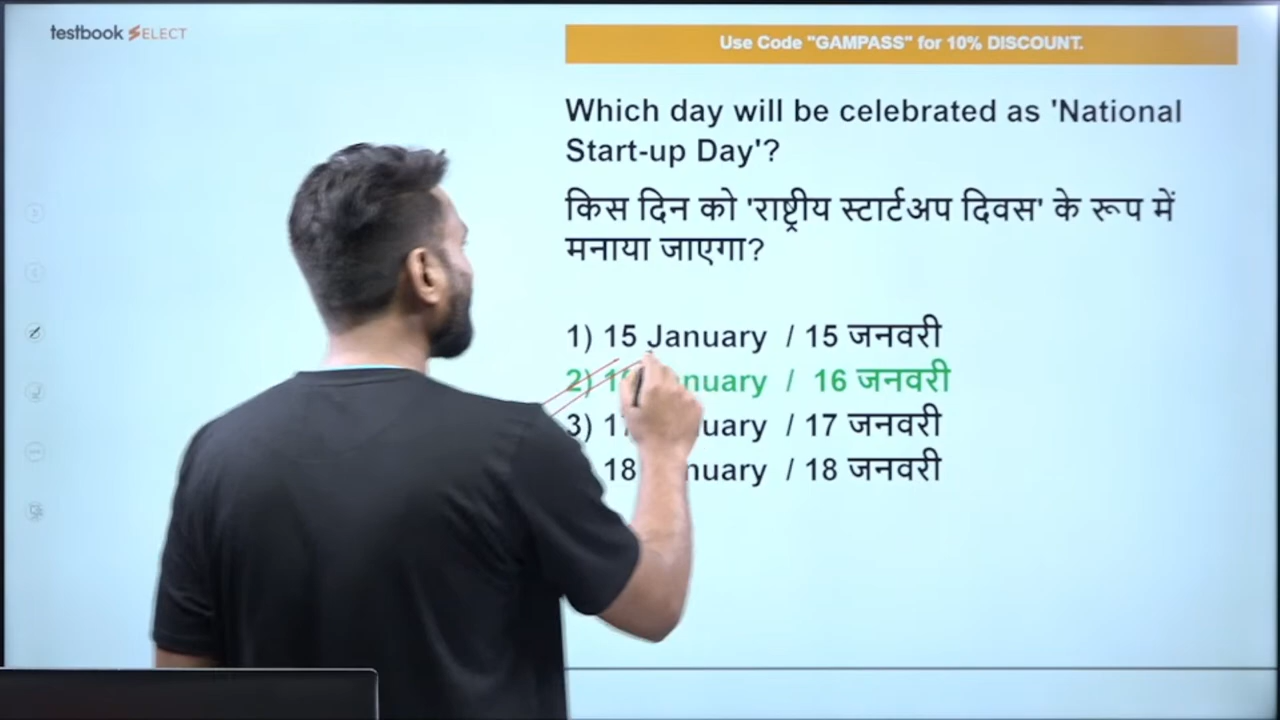 testbook SELECT
Use Code "GAMPASS" for 10% DISCOUNT.
Which day will be celebrated as 'National
Start-up Day'?
किस दिन को 'राष्ट्रीय स्टार्टअप दिवस' के रूप में
मनाया जाएगा?
1) 15 January / 15 जनवरी
2) / 16 जनवरी
3) / 17 जनवरी
18 / 18 जनवरी